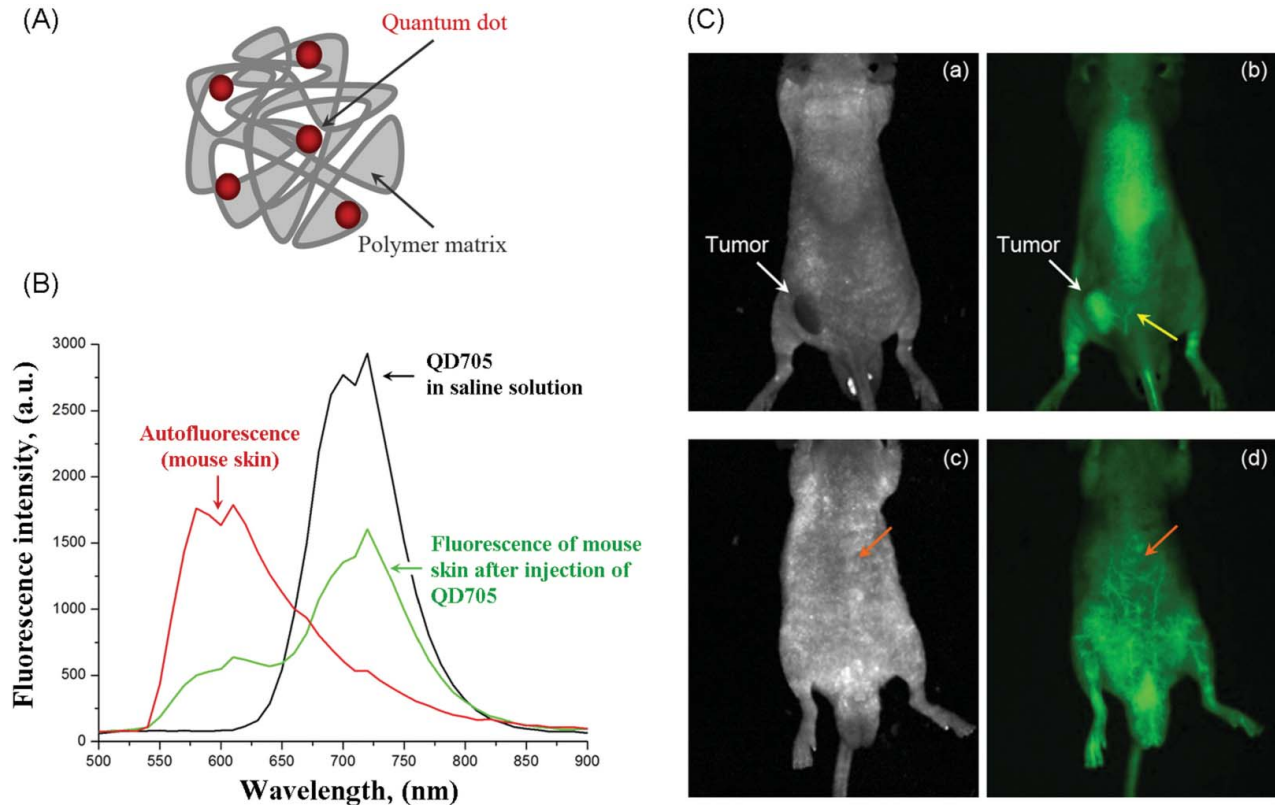 (A)
Quantum dot
Polymer matrix
(B)
Fluorescence intensity, (a.u.)
3000
2500
2000
1500
1000
500
0
QD705
in saline solution
Autofluorescence
(mouse skin)
Fluorescence of mouse
skin after injection of
QD705
500 550 600 650 700 750 800 850 900
Wavelength, (nm)
(C)
(a)
Tumor
(b)
Tumor
(c)
(d)